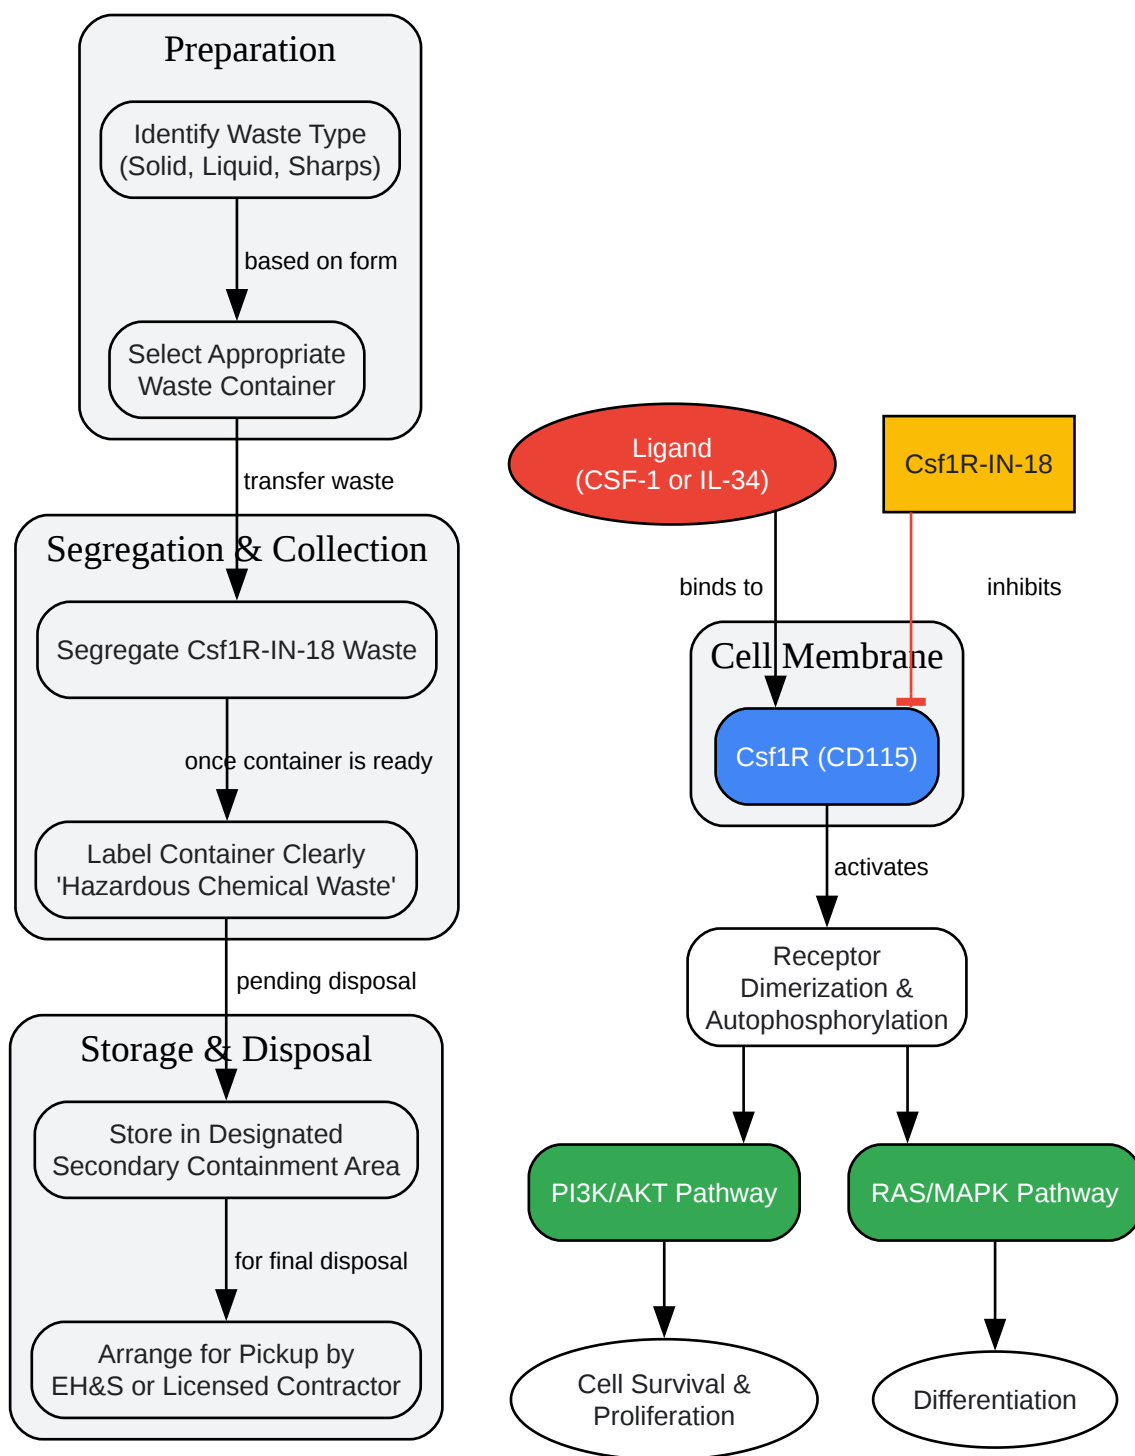 Preparation
Identify Waste Type
(Solid, Liquid, Sharps)
based on form
Select Appropriate
Waste Container
transfer waste
Segregation & Collection
Segregate Csf1R-IN-18 Waste
once container is ready
Label Container Clearly
'Hazardous Chemical Waste'
pending disposal
Storage & Disposal
Store in Designated
Secondary Containment Area
for final disposal
Arrange for Pickup by
EH&S or Licensed Contractor
Ligand
(CSF-1 or IL-34)
Csf1R-IN-18
binds to
inhibits
Cell Membrane
Csf1R (CD115)
activates
Receptor
Dimerization &
Autophosphorylation
PI3K/AKT Pathway
RAS/MAPK Pathway
Cell Survival &
Proliferation
Differentiation